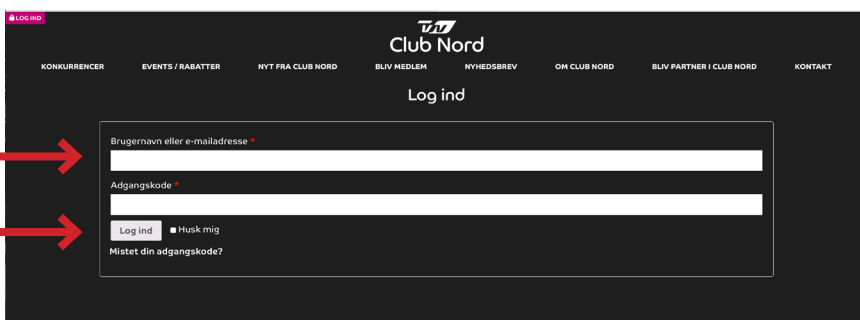 LOG IND
TV
Club Nord
KONKURRENCER EVENTS / RABATTER NYT FRA CLUB NORD BLIV MEDLEM NYHEDSBREV OM CLUB NORD BLIV PARTNER I CLUB NORD KONTAKT
Log ind
Brugernavn eller e-mailadresse *
Adgangskode *
Log ind Husk mig
Mistet din adgangskode?